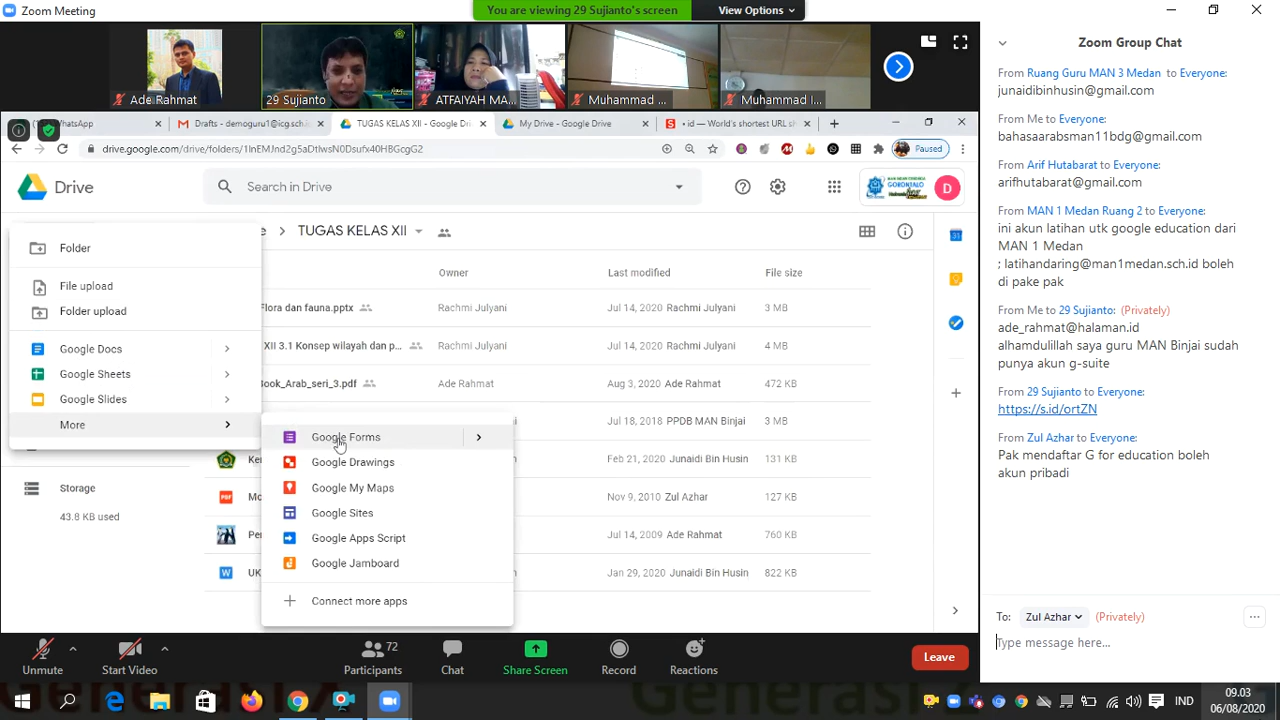 Zoom Meeting
You are viewing 29 Sujianto's screen
View Options
Ade Rahmat
29 Sujianto
ATFAIYAH MA...
Muhammad ...
Muhammad I...
WhatsApp
Drafts - demoguru1@icg.sch.i
TUGAS KELAS XII - Google Dri
My Drive - Google Drive
• id — World's shortest URL sh
Paused
Drive
Search in Drive
GORONTALO
D
e > TUGAS KELAS XII
Owner
Last modified
File size
Folder
File upload
Folder upload
Google Docs
Google Sheets
Google Slides
More
Google Forms
Google Drawings
Google My Maps
Google Sites
Google Apps Script
Google Jamboard
Connect more apps
Storage
43.8 KB used
Flora dan fauna.pptx
Rachmi Julyani
Jul 14, 2020 Rachmi Julyani
3 MB
XII 3.1 Konsep wilayah dan p...
Rachmi Julyani
Jul 14, 2020 Rachmi Julyani
4 MB
Book_Arab_seri_3.pdf
Ade Rahmat
Aug 3, 2020 Ade Rahmat
472 KB
Jul 18, 2018 PPDB MAN Binjai
Ke
Feb 21, 2020 Junaidi Bin Husin
131 KB
Mo
Nov 9, 2010 Zul Azhar
127 KB
Pe
Jul 14, 2009 Ade Rahmat
760 KB
UK
Jan 29, 2020 Junaidi Bin Husin
822 KB
Unmute
Start Video
72
Participants
Chat
Share Screen
Record
Reactions
Leave
Zoom Group Chat
From Ruang Guru MAN 3 Medan to Everyone:
junaidibinhusin@gmail.com
From Me to Everyone:
bahasaarabsman11bdg@gmail.com
From Arif Hutabarat to Everyone:
arifhutabarat@gmail.com
From MAN 1 Medan Ruang 2 to Everyone:
ini akun latihan utk google education dari
MAN 1 Medan
; latihandaring@man1medan.sch.id boleh
di pake pak
From Me to 29 Sujianto: (Privately)
ade_rahmat@halaman.id
alhamdulillah saya guru MAN Binjai sudah
punya akun g-suite
From 29 Sujianto to Everyone:
https://s.id/ortZN
From Zul Azhar to Everyone:
Pak mendaftar G for education boleh
akun pribadi
To: Zul Azhar (Privately)
Type message here...
IND
09.03
06/08/2020